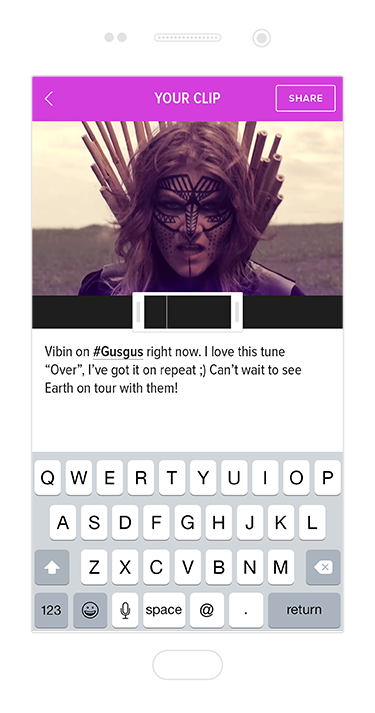 YOUR CLIP SHARE
Vibin on #Gusgus right now. I love this tune
“Over”, I’ve got it on repeat ;) Can’t wait to see
Earth on tour with them!
Q W E R T Y U I O P
A S D F G H J K L
Z X C V B N M
123 space @ . return